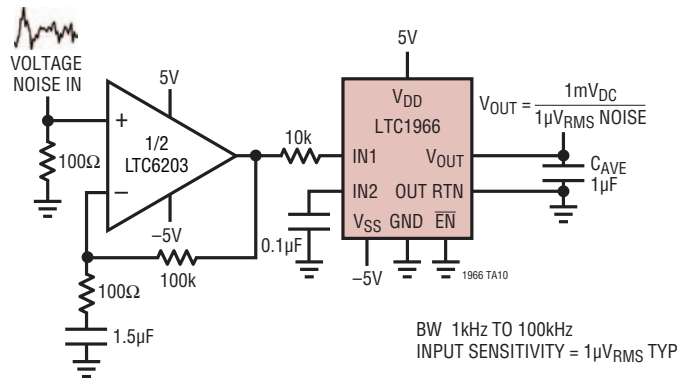 VOLTAGE
NOISE IN
100Ω
+
−
5V
1/2
LTC6203
−5V
100k
100Ω
1.5µF
10k
0.1µF
5V
VDD
LTC1966
IN1
VOUT
IN2
OUT RTN
VSS GND EN
−5V
1966 TA10
VOUT = 1mVDC
1µVRMS NOISE
CAVE
1µF
BW 1kHz TO 100kHz
INPUT SENSITIVITY = 1µVRMS TYP